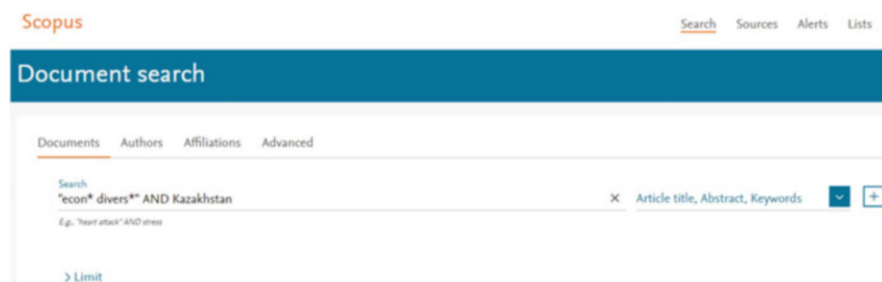 Scopus
Search Sources Alerts Lists
Document search
Documents Authors Affiliations Advanced
Search
"econ* divers*" AND Kazakhstan × Article title, Abstract, Keywords +
E.g., "heart attack" AND stress
> Limit